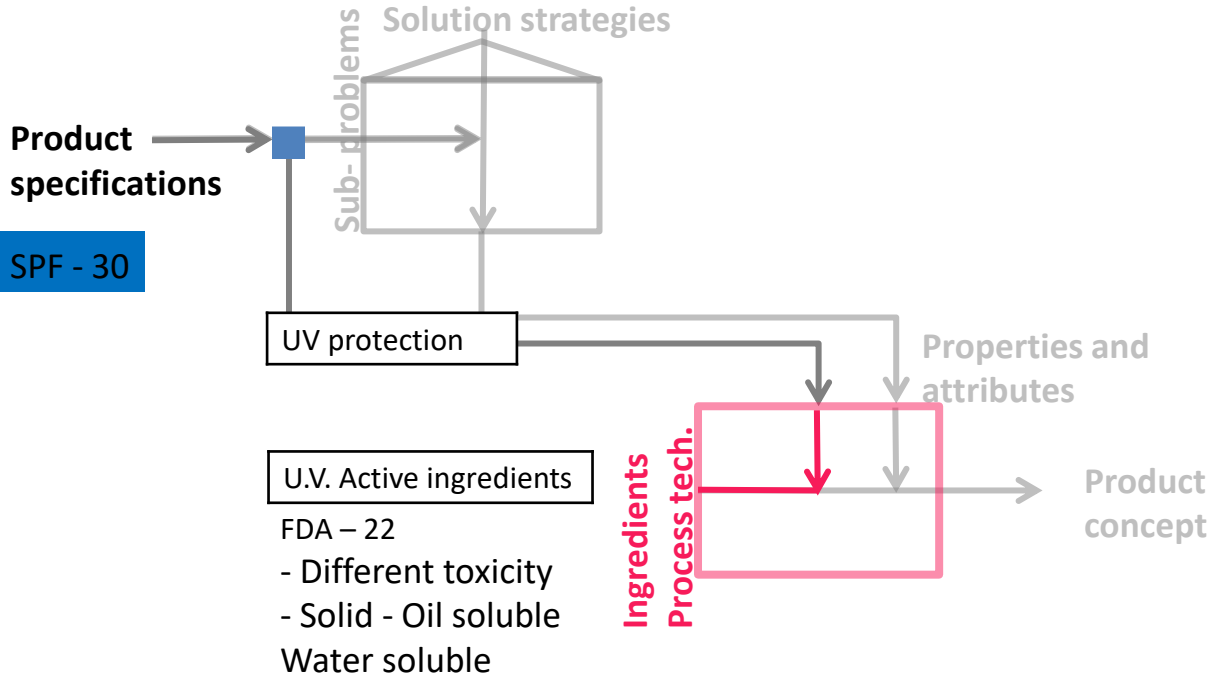 Solution strategies
Sub- problems
Product
specifications
SPF - 30
UV protection
Properties and
attributes
U.V. Active ingredients
FDA – 22
- Different toxicity
- Solid - Oil soluble
Water soluble
Ingredients
Process tech.
Product
concept